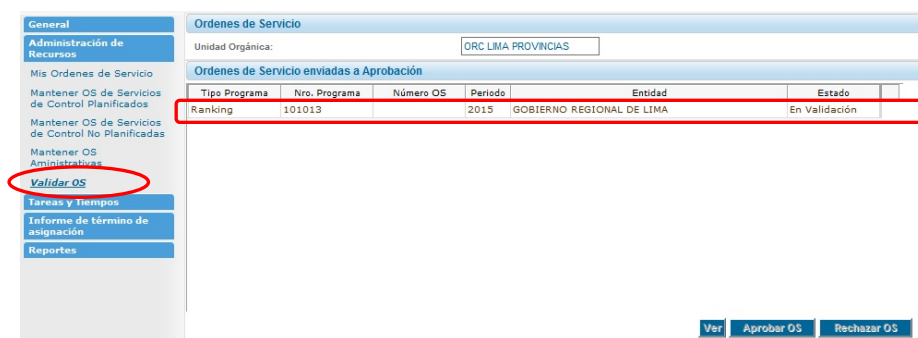 General
Administración de
Recursos
Mis Ordenes de Servicio
Mantener OS de Servicios
de Control Planificados
Mantener OS de Servicios
de Control No Planificadas
Mantener OS
Aministrativas
Validar OS
Tareas y Tiempos
Informe de término de
asignación
Reportes
Ordenes de Servicio
Unidad Orgánica: ORC LIMA PROVINCIAS
Ordenes de Servicio enviadas a Aprobación
Tipo Programa Nro. Programa Número OS Periodo Entidad Estado
Ranking 101013 2015 GOBIERNO REGIONAL DE LIMA En Validación
Ver Aprobar OS Rechazar OS